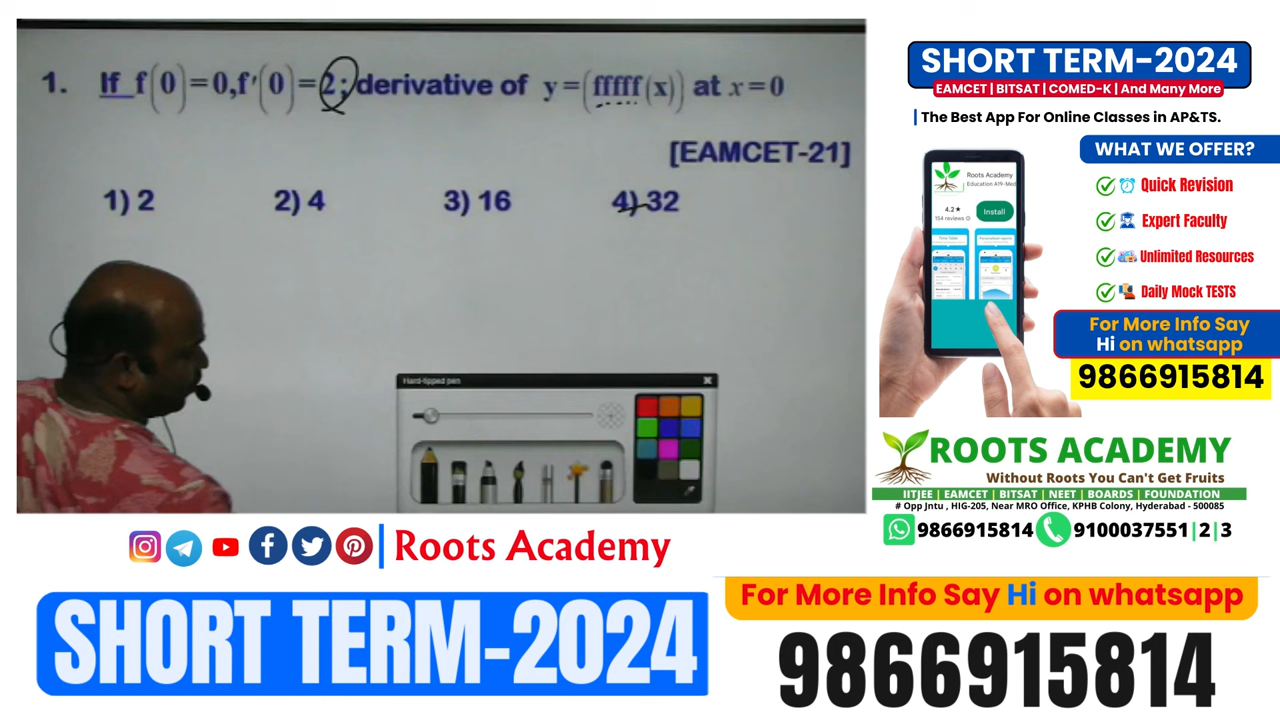 1. If f(0)=0,f'(0)=2; derivative of y=(fffff(x)) at x=0
[EAMCET-21]
1) 2 2) 4 3) 16 4) 32
Hard-tipped pen
SHORT TERM-2024
EAMCET | BITSAT | COMED-K | And Many More
The Best App For Online Classes in AP&TS.
WHAT WE OFFER?
Quick Revision
Expert Faculty
Unlimited Resources
Daily Mock TESTS
Roots Academy
Education
4.2★
Install
154 reviews
For More Info Say
Hi on whatsapp
9866915814
ROOTS ACADEMY
Without Roots You Can't Get Fruits
IITJEE | EAMCET | BITSAT | NEET | BOARDS | FOUNDATION
# Opp Jntu , HIG-205, Near MRO Office, KPHB Colony, Hyderabad - 500085
9866915814 9100037551|2|3
Roots Academy
SHORT TERM-2024
For More Info Say Hi on whatsapp
9866915814